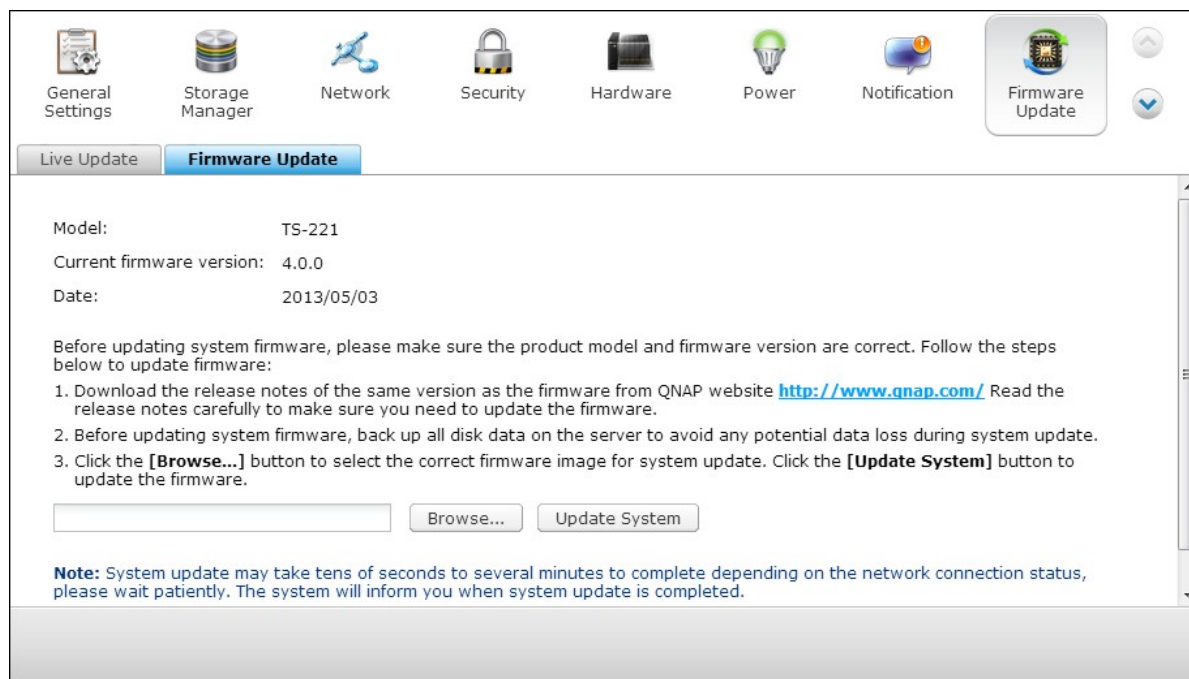 General Settings
Storage Manager
Network
Security
Hardware
Power
Notification
Firmware Update
Live Update
Firmware Update
Model: TS-221
Current firmware version: 4.0.0
Date: 2013/05/03
Before updating system firmware, please make sure the product model and firmware version are correct. Follow the steps
below to update firmware:
1. Download the release notes of the same version as the firmware from QNAP website http://www.qnap.com/ Read the
release notes carefully to make sure you need to update the firmware.
2. Before updating system firmware, back up all disk data on the server to avoid any potential data loss during system update.
3. Click the [Browse...] button to select the correct firmware image for system update. Click the [Update System] button to
update the firmware.
Browse...
Update System
Note: System update may take tens of seconds to several minutes to complete depending on the network connection status,
please wait patiently. The system will inform you when system update is completed.